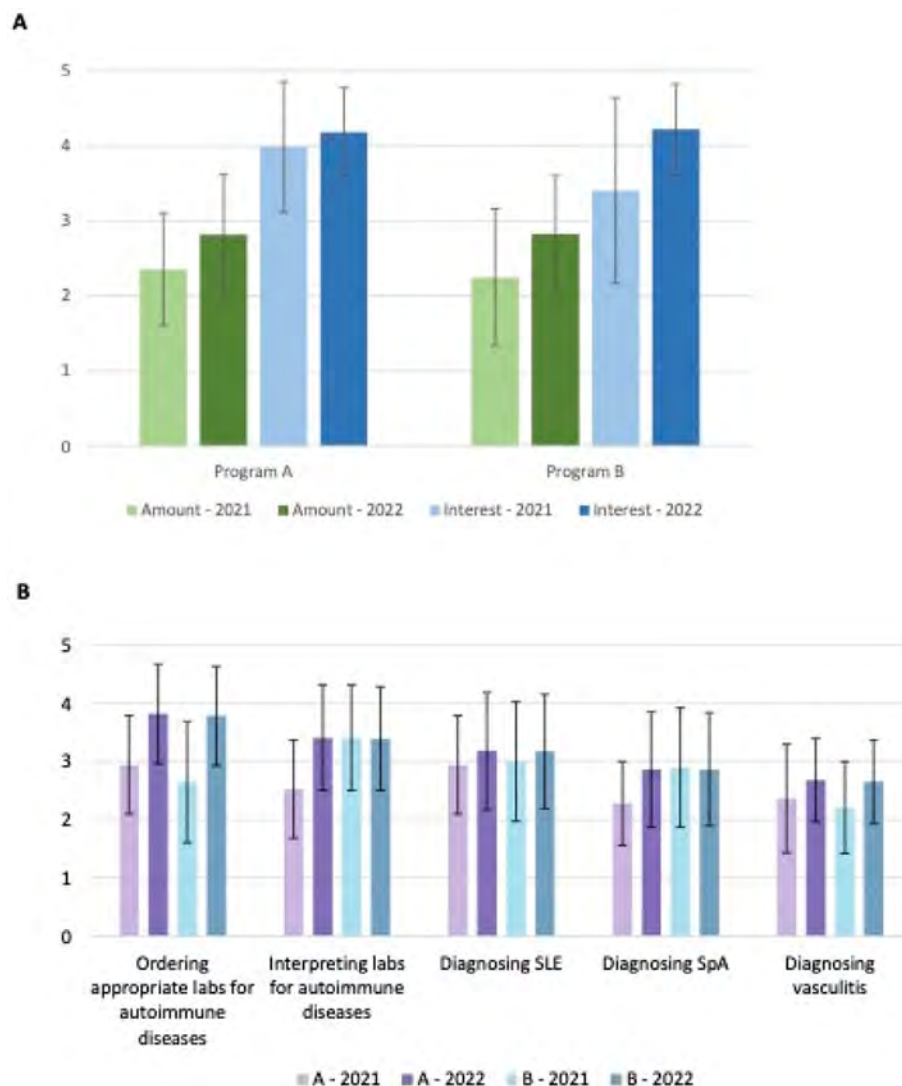 A
5
4
3
2
1
0
Program A Program B
Amount - 2021 Amount - 2022 Interest - 2021 Interest - 2022
B
5
4
3
2
1
0
Ordering appropriate labs for autoimmune diseases
Interpreting labs for autoimmune diseases
Diagnosing SLE
Diagnosing SpA
Diagnosing vasculitis
A - 2021 A - 2022 B - 2021 B - 2022